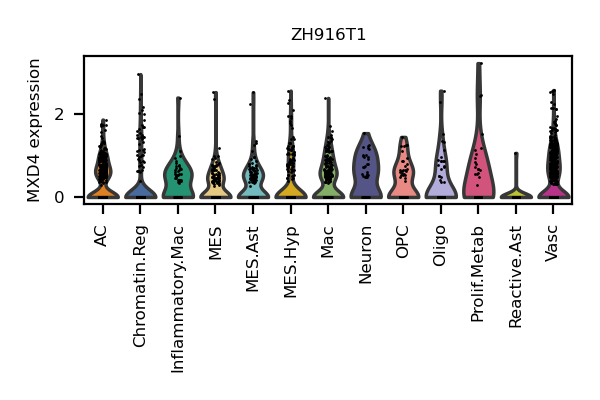 ZH916T1
MXD4 expression
2
0
AC
Chromatin.Reg
Inflammatory.Mac
MES
MES.Ast
MES.Hyp
Mac
Neuron
OPC
Oligo
Prolif.Metab
Reactive.Ast
Vasc